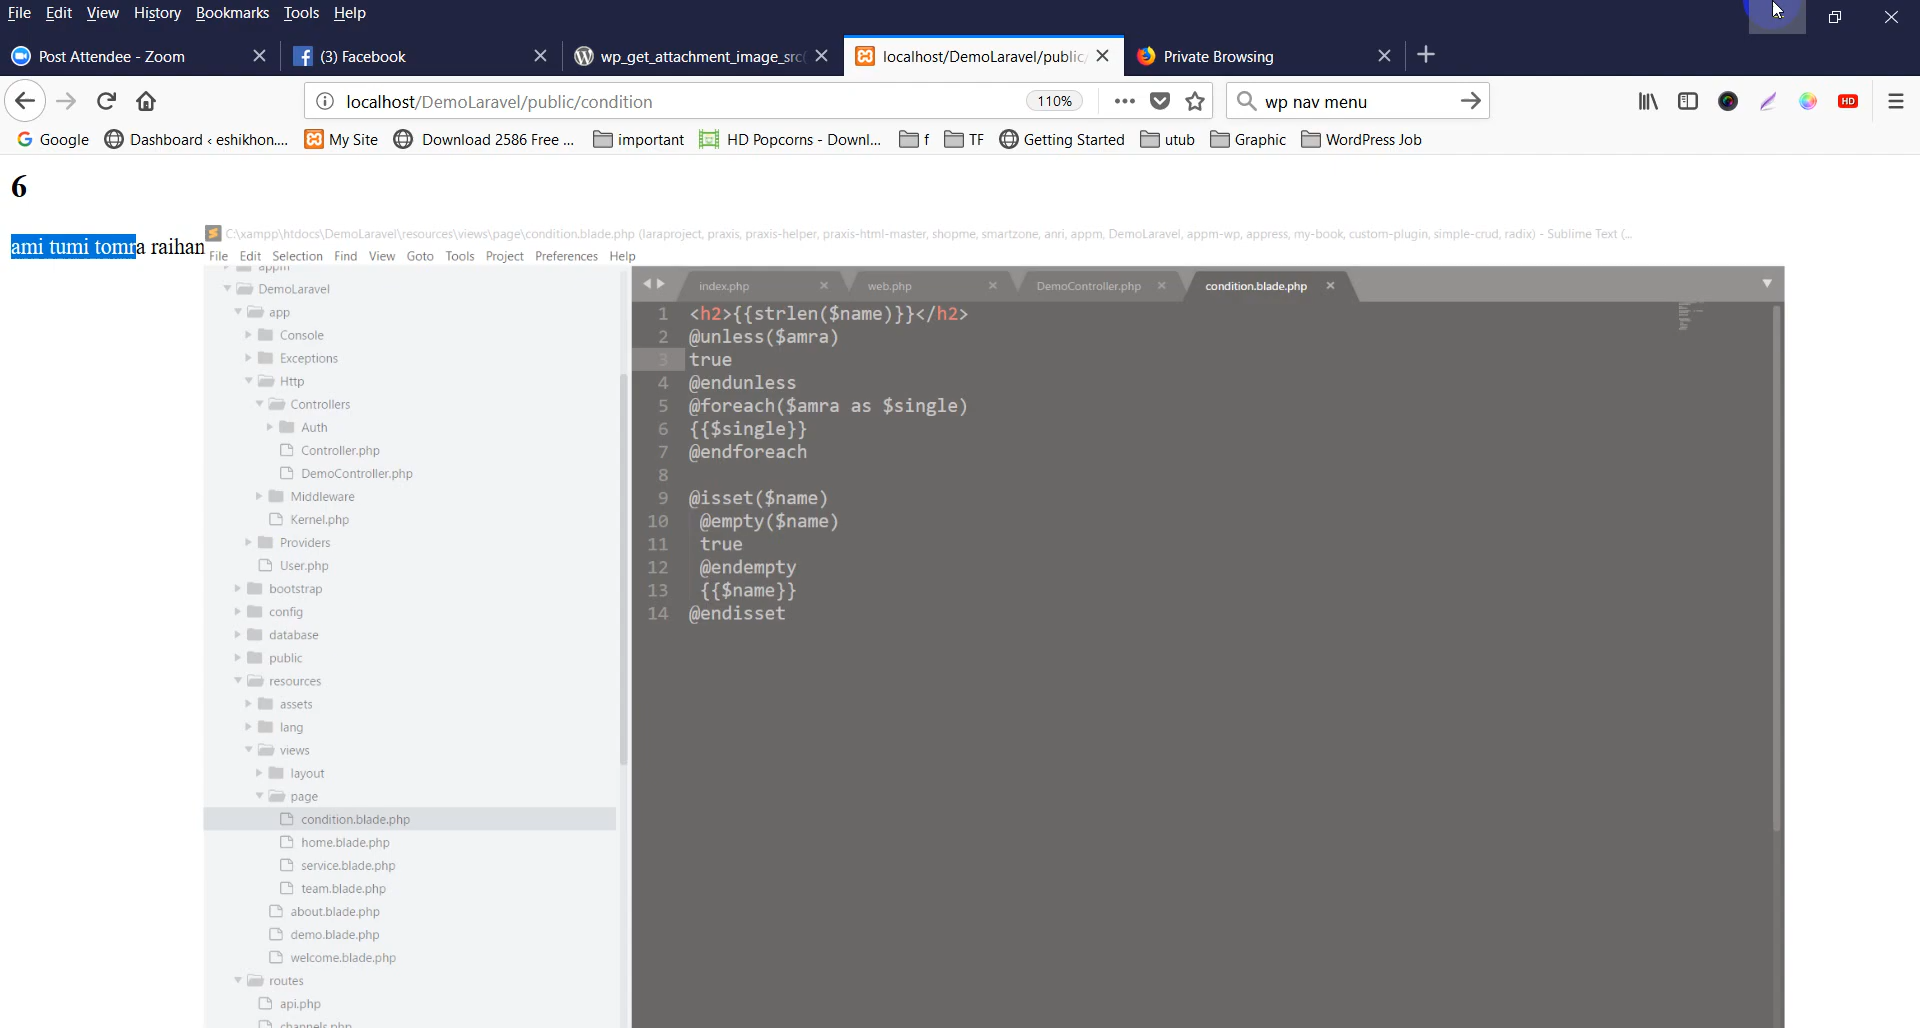 File Edit View History Bookmarks Tools Help
Post Attendee - Zoom (3) Facebook wp_get_attachment_image_src( localhost/DemoLaravel/public/ Private Browsing
localhost/DemoLaravel/public/condition 110% wp nav menu HD
Google Dashboard ‹ eshikhon.... My Site Download 2586 Free ... important HD Popcorns - Downl... f TF Getting Started utub Graphic WordPress Job
6
ami tumi tomra raihan
C:\xampp\htdocs\DemoLaravel\resources\views\page\condition.blade.php (laraproject, praxis, praxis-helper, praxis-html-master, shopme, smartzone, anri, appm, DemoLaravel, appm-wp, appress, my-book, custom-plugin, simple-crud, radix) - Sublime Text (...
File Edit Selection Find View Goto Tools Project Preferences Help
appm
DemoLaravel
app
Console
Exceptions
Http
Controllers
Auth
Controller.php
DemoController.php
Middleware
Kernel.php
Providers
User.php
bootstrap
config
database
public
resources
assets
lang
views
layout
page
condition.blade.php
home.blade.php
service.blade.php
team.blade.php
about.blade.php
demo.blade.php
welcome.blade.php
routes
api.php
channels.php
index.php web.php DemoController.php condition.blade.php
1 <h2>{{strlen($name)}}</h2>
2 @unless($amra)
3 true
4 @endunless
5 @foreach($amra as $single)
6 {{$single}}
7 @endforeach
8
9 @isset($name)
10 @empty($name)
11 true
12 @endempty
13 {{$name}}
14 @endisset